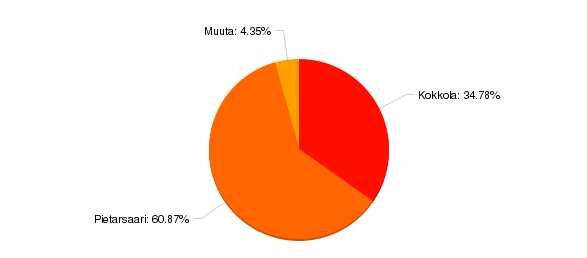 Muuta: 4.35%
Kokkola: 34.78%
Pietarsaari: 60.87%